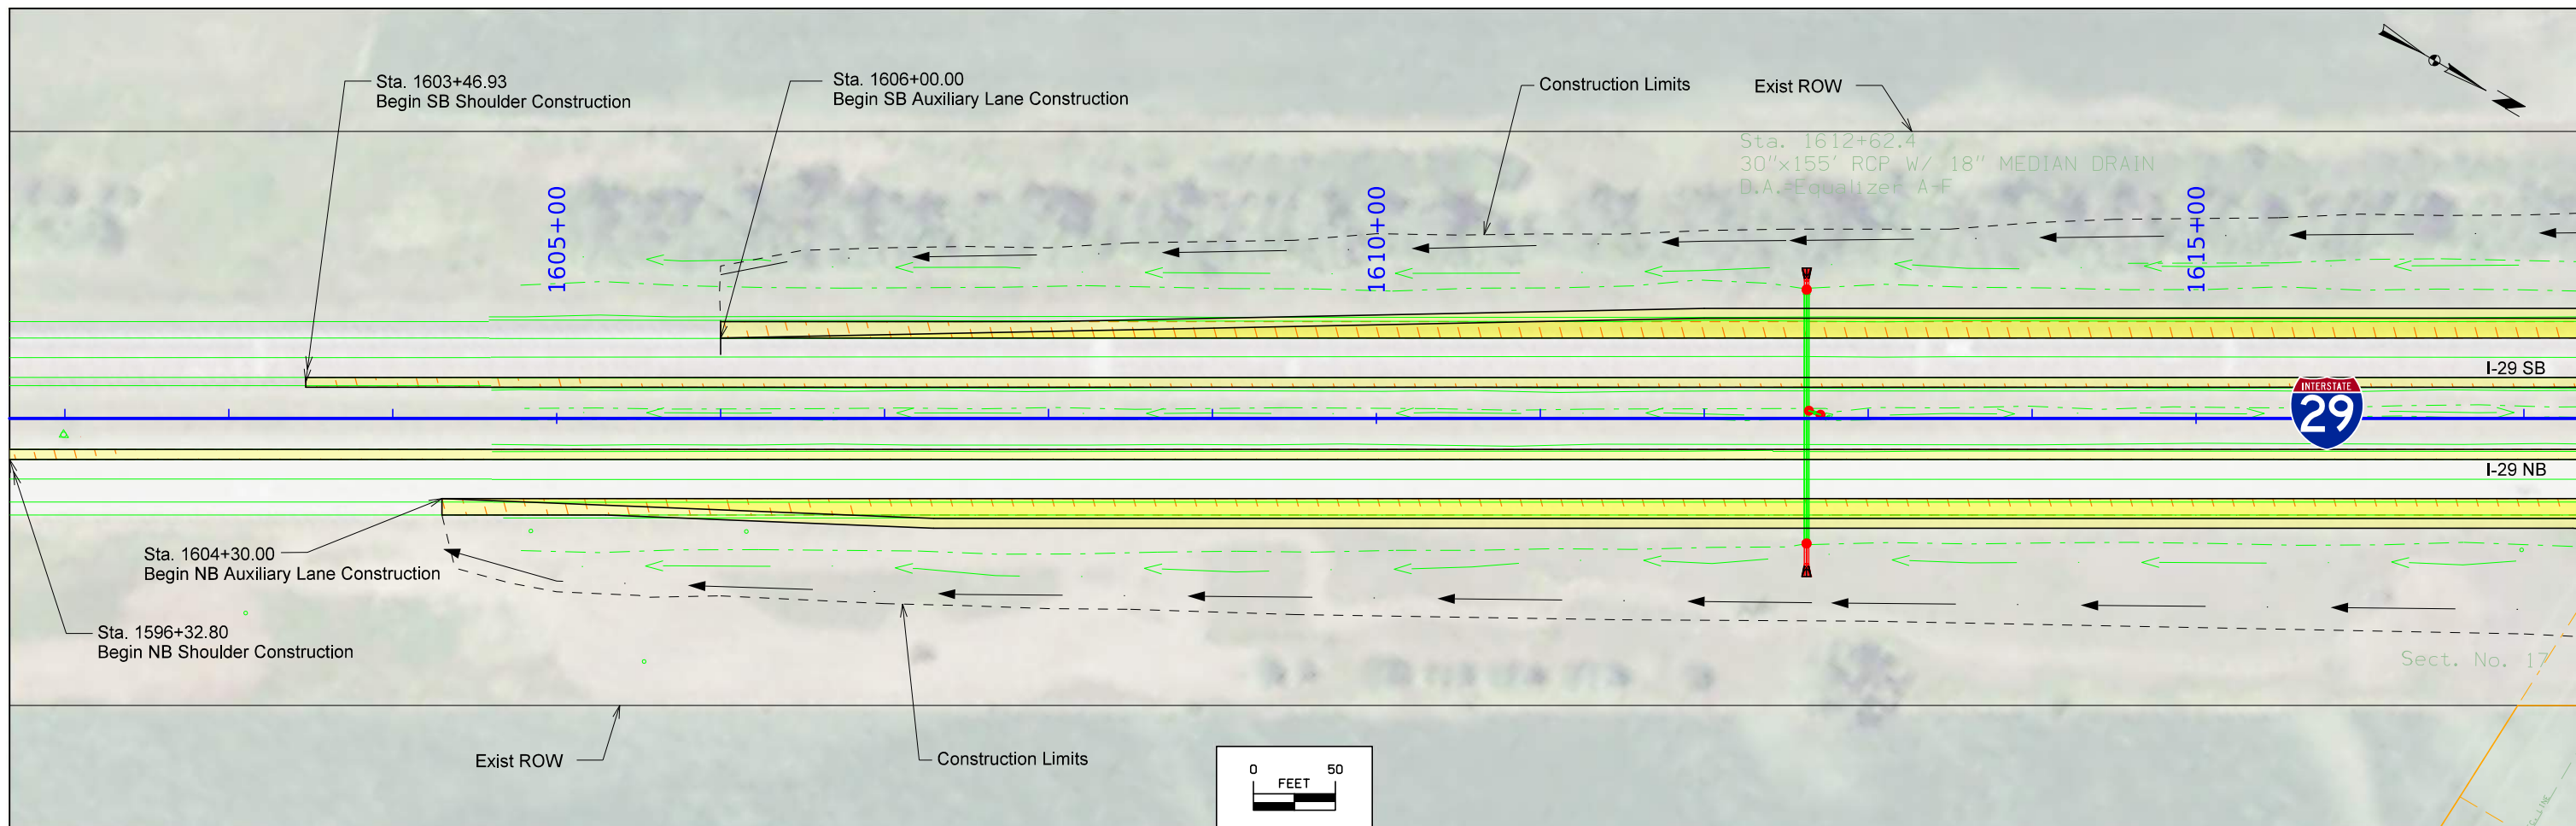 Sta. 1603+46.93
Begin SB Shoulder Construction
Sta. 1606+00.00
Begin SB Auxiliary Lane Construction
Construction Limits
Exist ROW
Sta. 1612+62.4
30"x155' RCP W/ 18" MEDIAN DRAIN
D.A.=Equalizer A-F
1605+00
1610+00
1615+00
I-29 SB
INTERSTATE
29
I-29 NB
Sta. 1604+30.00
Begin NB Auxiliary Lane Construction
Sta. 1596+32.80
Begin NB Shoulder Construction
Sect. No. 17
Exist ROW
Construction Limits
0 50
FEET